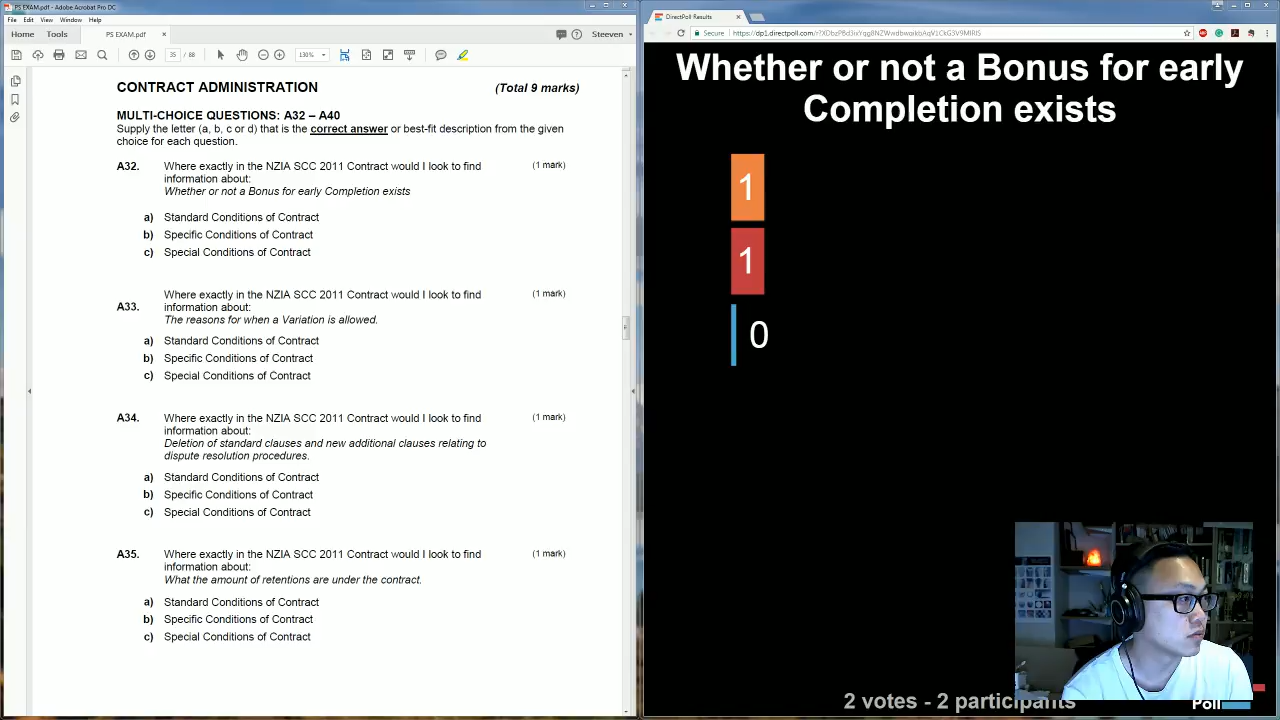 PS EXAM.pdf - Adobe Acrobat Pro DC
File Edit View Window Help
Home Tools PS EXAM.pdf × Steeven
35 / 88 130%
CONTRACT ADMINISTRATION (Total 9 marks)
MULTI-CHOICE QUESTIONS: A32 – A40
Supply the letter (a, b, c or d) that is the correct answer or best-fit description from the given
choice for each question.
A32. Where exactly in the NZIA SCC 2011 Contract would I look to find (1 mark)
information about:
Whether or not a Bonus for early Completion exists
a) Standard Conditions of Contract
b) Specific Conditions of Contract
c) Special Conditions of Contract
Where exactly in the NZIA SCC 2011 Contract would I look to find (1 mark)
A33. information about:
The reasons for when a Variation is allowed.
a) Standard Conditions of Contract
b) Specific Conditions of Contract
c) Special Conditions of Contract
A34. Where exactly in the NZIA SCC 2011 Contract would I look to find (1 mark)
information about:
Deletion of standard clauses and new additional clauses relating to
dispute resolution procedures.
a) Standard Conditions of Contract
b) Specific Conditions of Contract
c) Special Conditions of Contract
A35. Where exactly in the NZIA SCC 2011 Contract would I look to find (1 mark)
information about:
What the amount of retentions are under the contract.
a) Standard Conditions of Contract
b) Specific Conditions of Contract
c) Special Conditions of Contract
DirectPoll Results ×
Secure
Whether or not a Bonus for early
Completion exists
1
1
0
2 votes - 2 participants
Poll